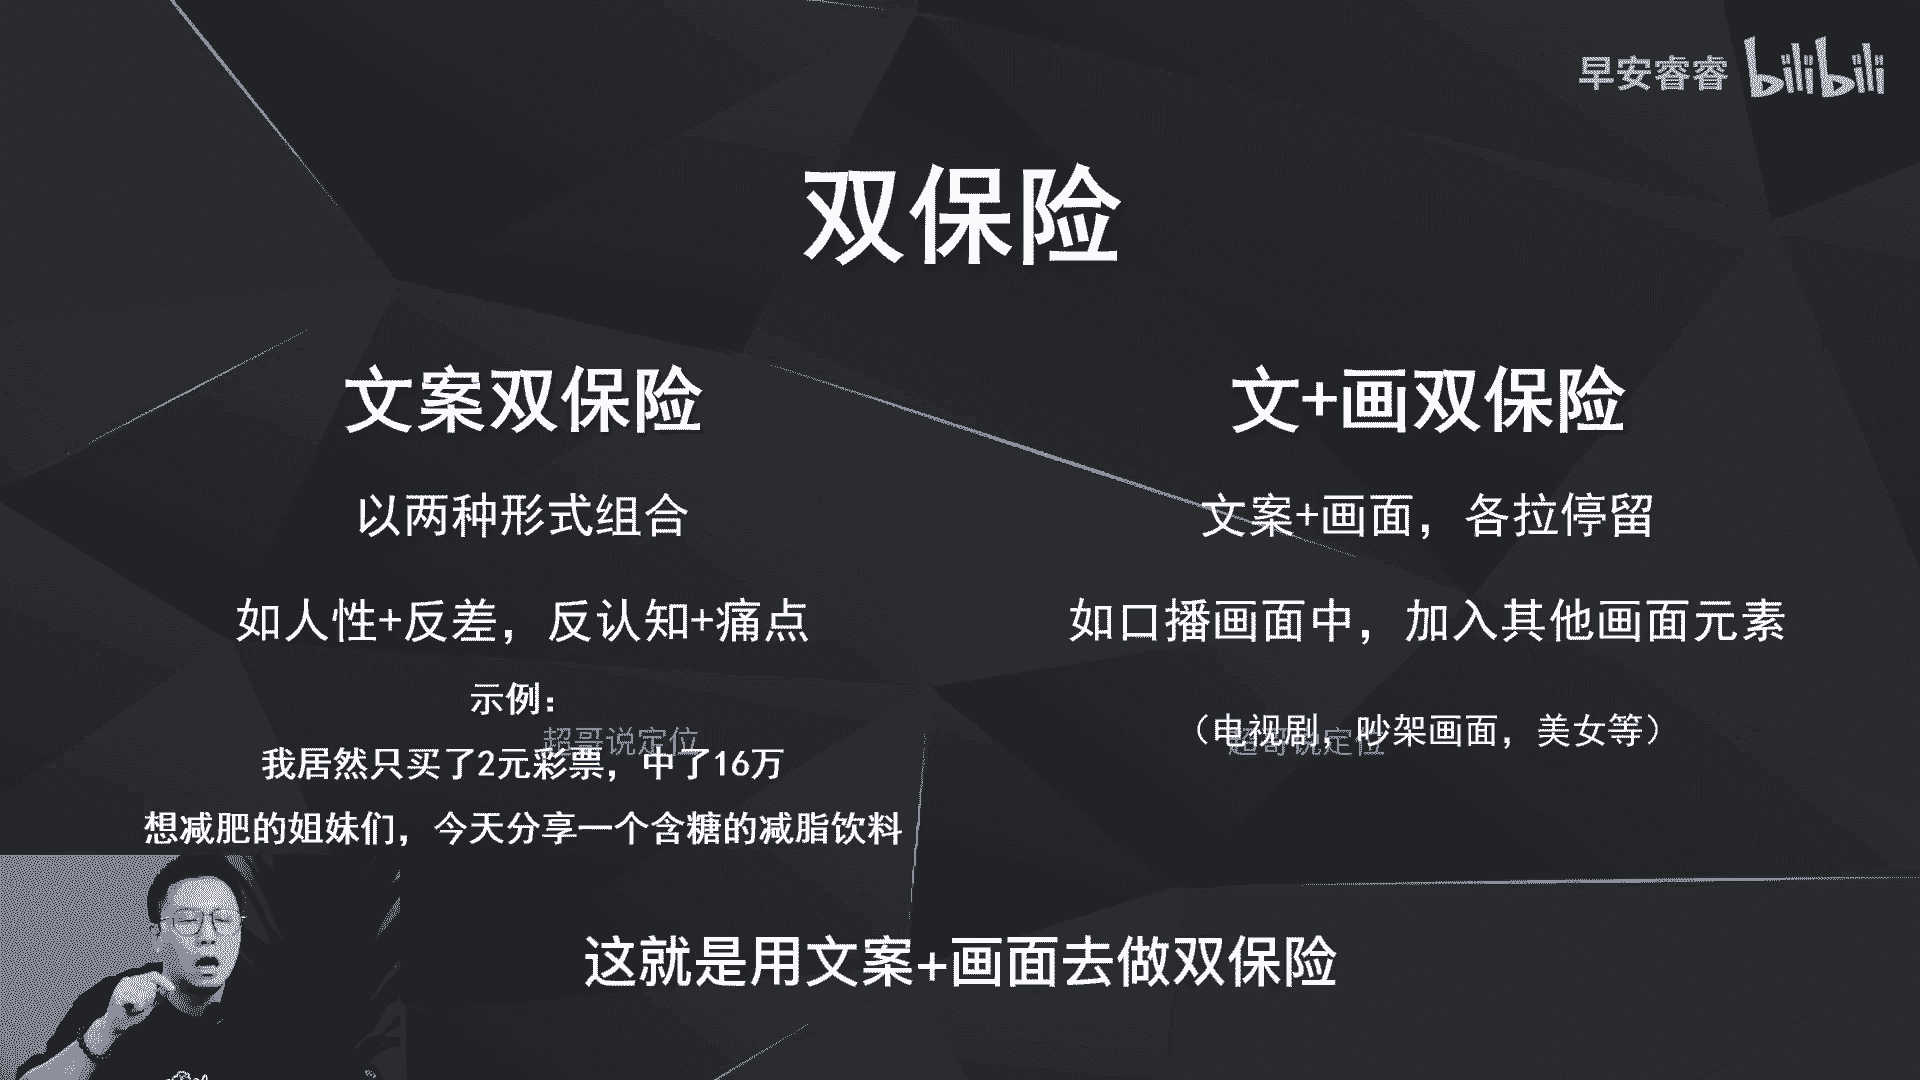 早安睿睿 bilibili
双保险
文案双保险
以两种形式组合
如人性+反差，反认知+痛点
示例：
我居然只买了2元彩票，中了16万
想减肥的姐妹们，今天分享一个含糖的减脂饮料
文+画双保险
文案+画面，各拉停留
如口播画面中，加入其他画面元素
（电视剧，吵架画面，美女等）
超哥说定位
超哥说定位
这就是用文案+画面去做双保险